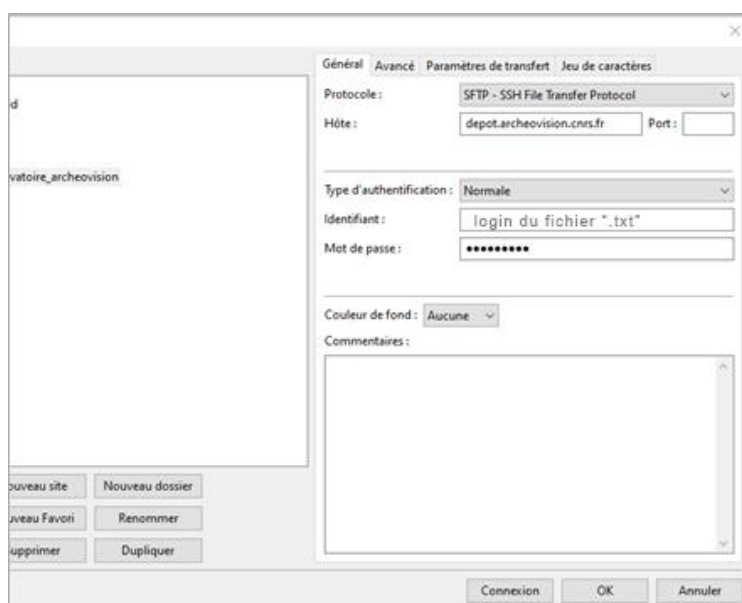 Général Avancé Paramètres de transfert Jeu de caractères
Protocole : SFTP - SSH File Transfer Protocol
Hôte : depot.archeovision.cnrs.fr Port :
d
vatoire_archeovision
Type d'authentification : Normale
Identifiant : login du fichier ".txt"
Mot de passe : •••••••••
Couleur de fond : Aucune
Commentaires :
ouveau site Nouveau dossier
uveau Favori Renommer
upprimer Dupliquer
Connexion OK Annuler